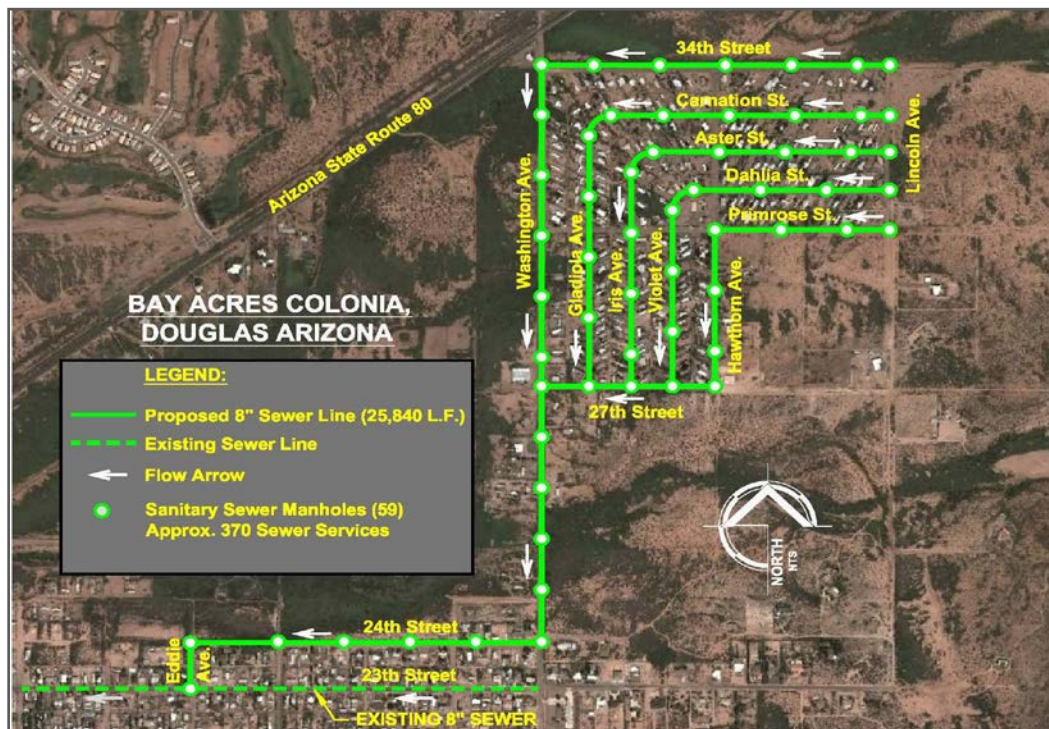 34th Street
Carnation St.
Aster St.
Dahlia St.
Primrose St.
Lincoln Ave.
Arizona State Route 80
Washington Ave.
Gladiola Ave.
Iris Ave.
Violet Ave.
Hawthorn Ave.
27th Street
BAY ACRES COLONIA,
DOUGLAS ARIZONA
LEGEND:
Proposed 8" Sewer Line (25,840 L.F.)
Existing Sewer Line
Flow Arrow
Sanitary Sewer Manholes (59)
Approx. 370 Sewer Services
NORTH
NTS
24th Street
Eddie
Ave.
23th Street
EXISTING 8" SEWER